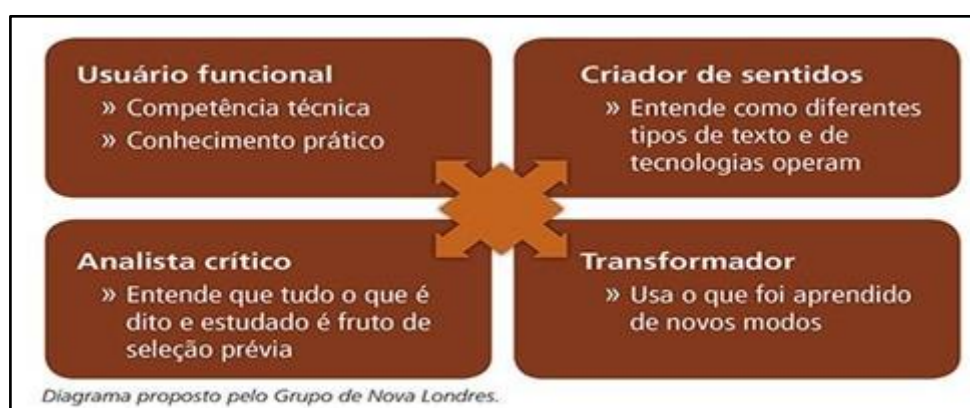 Usuário funcional
» Competência técnica
» Conhecimento prático
Criador de sentidos
» Entende como diferentes
tipos de texto e de
tecnologias operam
Analista crítico
» Entende que tudo o que é
dito e estudado é fruto de
seleção prévia
Transformador
» Usa o que foi aprendido
de novos modos
Diagrama proposto pelo Grupo de Nova Londres.